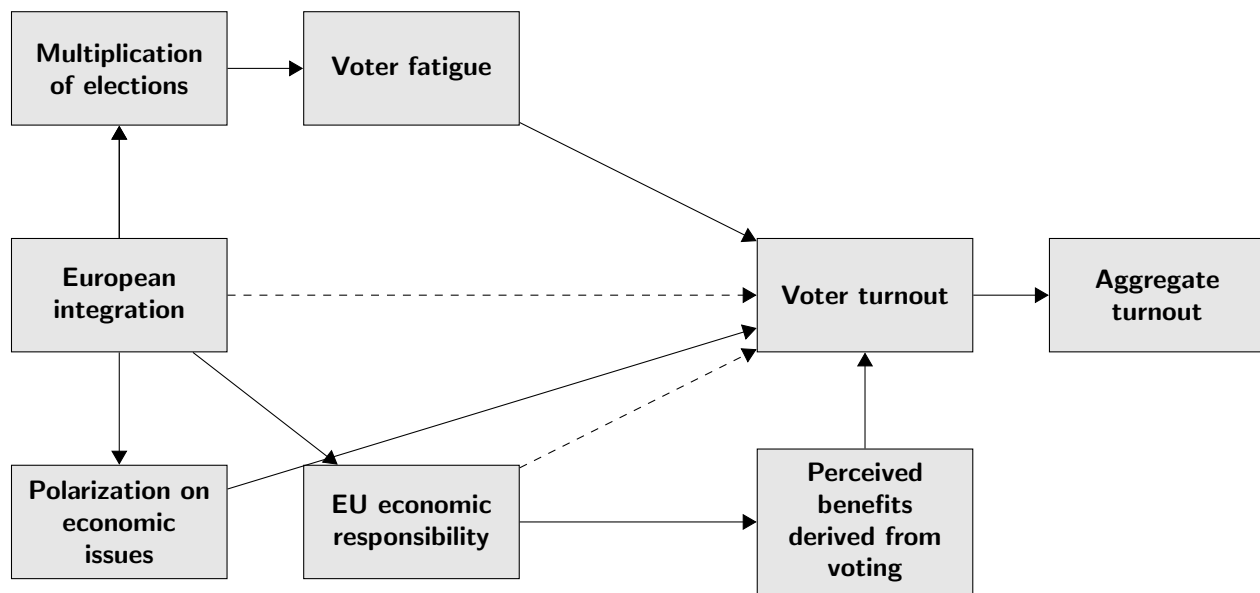 Multiplication
of elections
Voter fatigue
European
integration
Voter turnout
Aggregate
turnout
Polarization on
economic
issues
EU economic
responsibility
Perceived
benefits
derived from
voting